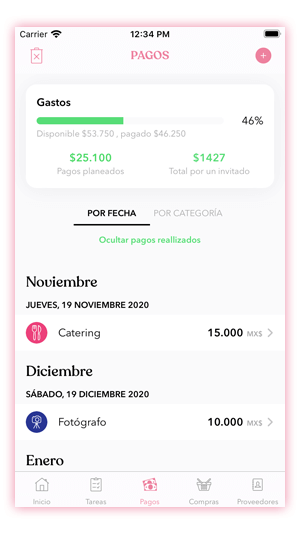 Carrier 12:34 PM
PAGOS
Gastos
46%
Disponible $53.750 , pagado $46.250
$25.100 $1427
Pagos planeados Total por un invitado
POR FECHA POR CATEGORÍA
Ocultar pagos reallizados
Noviembre
JUEVES, 19 NOVIEMBRE 2020
Catering 15.000 MX$
Diciembre
SÁBADO, 19 DICIEMBRE 2020
Fotógrafo 10.000 MX$
Enero
Inicio Tareas Pagos Compras Proveedores